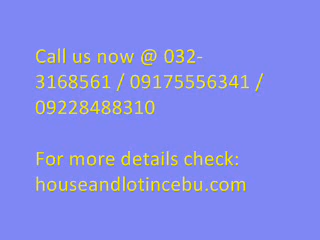 Call us now @ 032-
3168561 / 09175556341 /
09228488310
For more details check:
houseandlotincebu.com